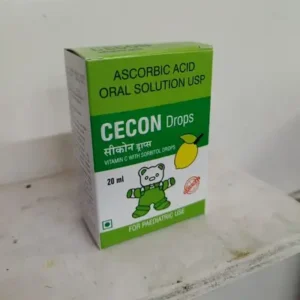 ASCORBIC ACID
ORAL SOLUTION USP
CECON Drops
सीकोन ड्राप्स
VITAMIN C WITH SORBITOL DROPS
20 ml
FOR PAEDIATRIC USE